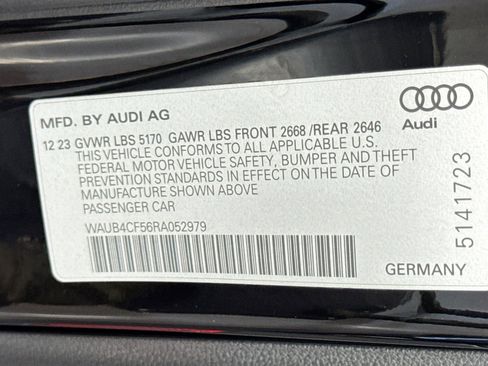 MFD. BY AUDI AG
12 23 GVWR LBS 5170 GAWR LBS FRONT 2668 /REAR 2646
THIS VEHICLE CONFORMS TO ALL APPLICABLE U.S.
FEDERAL MOTOR VEHICLE SAFETY, BUMPER AND THEFT
PREVENTION STANDARDS IN EFFECT ON THE DATE OF
MANUFACTURE SHOWN ABOVE
PASSENGER CAR
WAUB4CF56RA052979
Audi
5141723
GERMANY